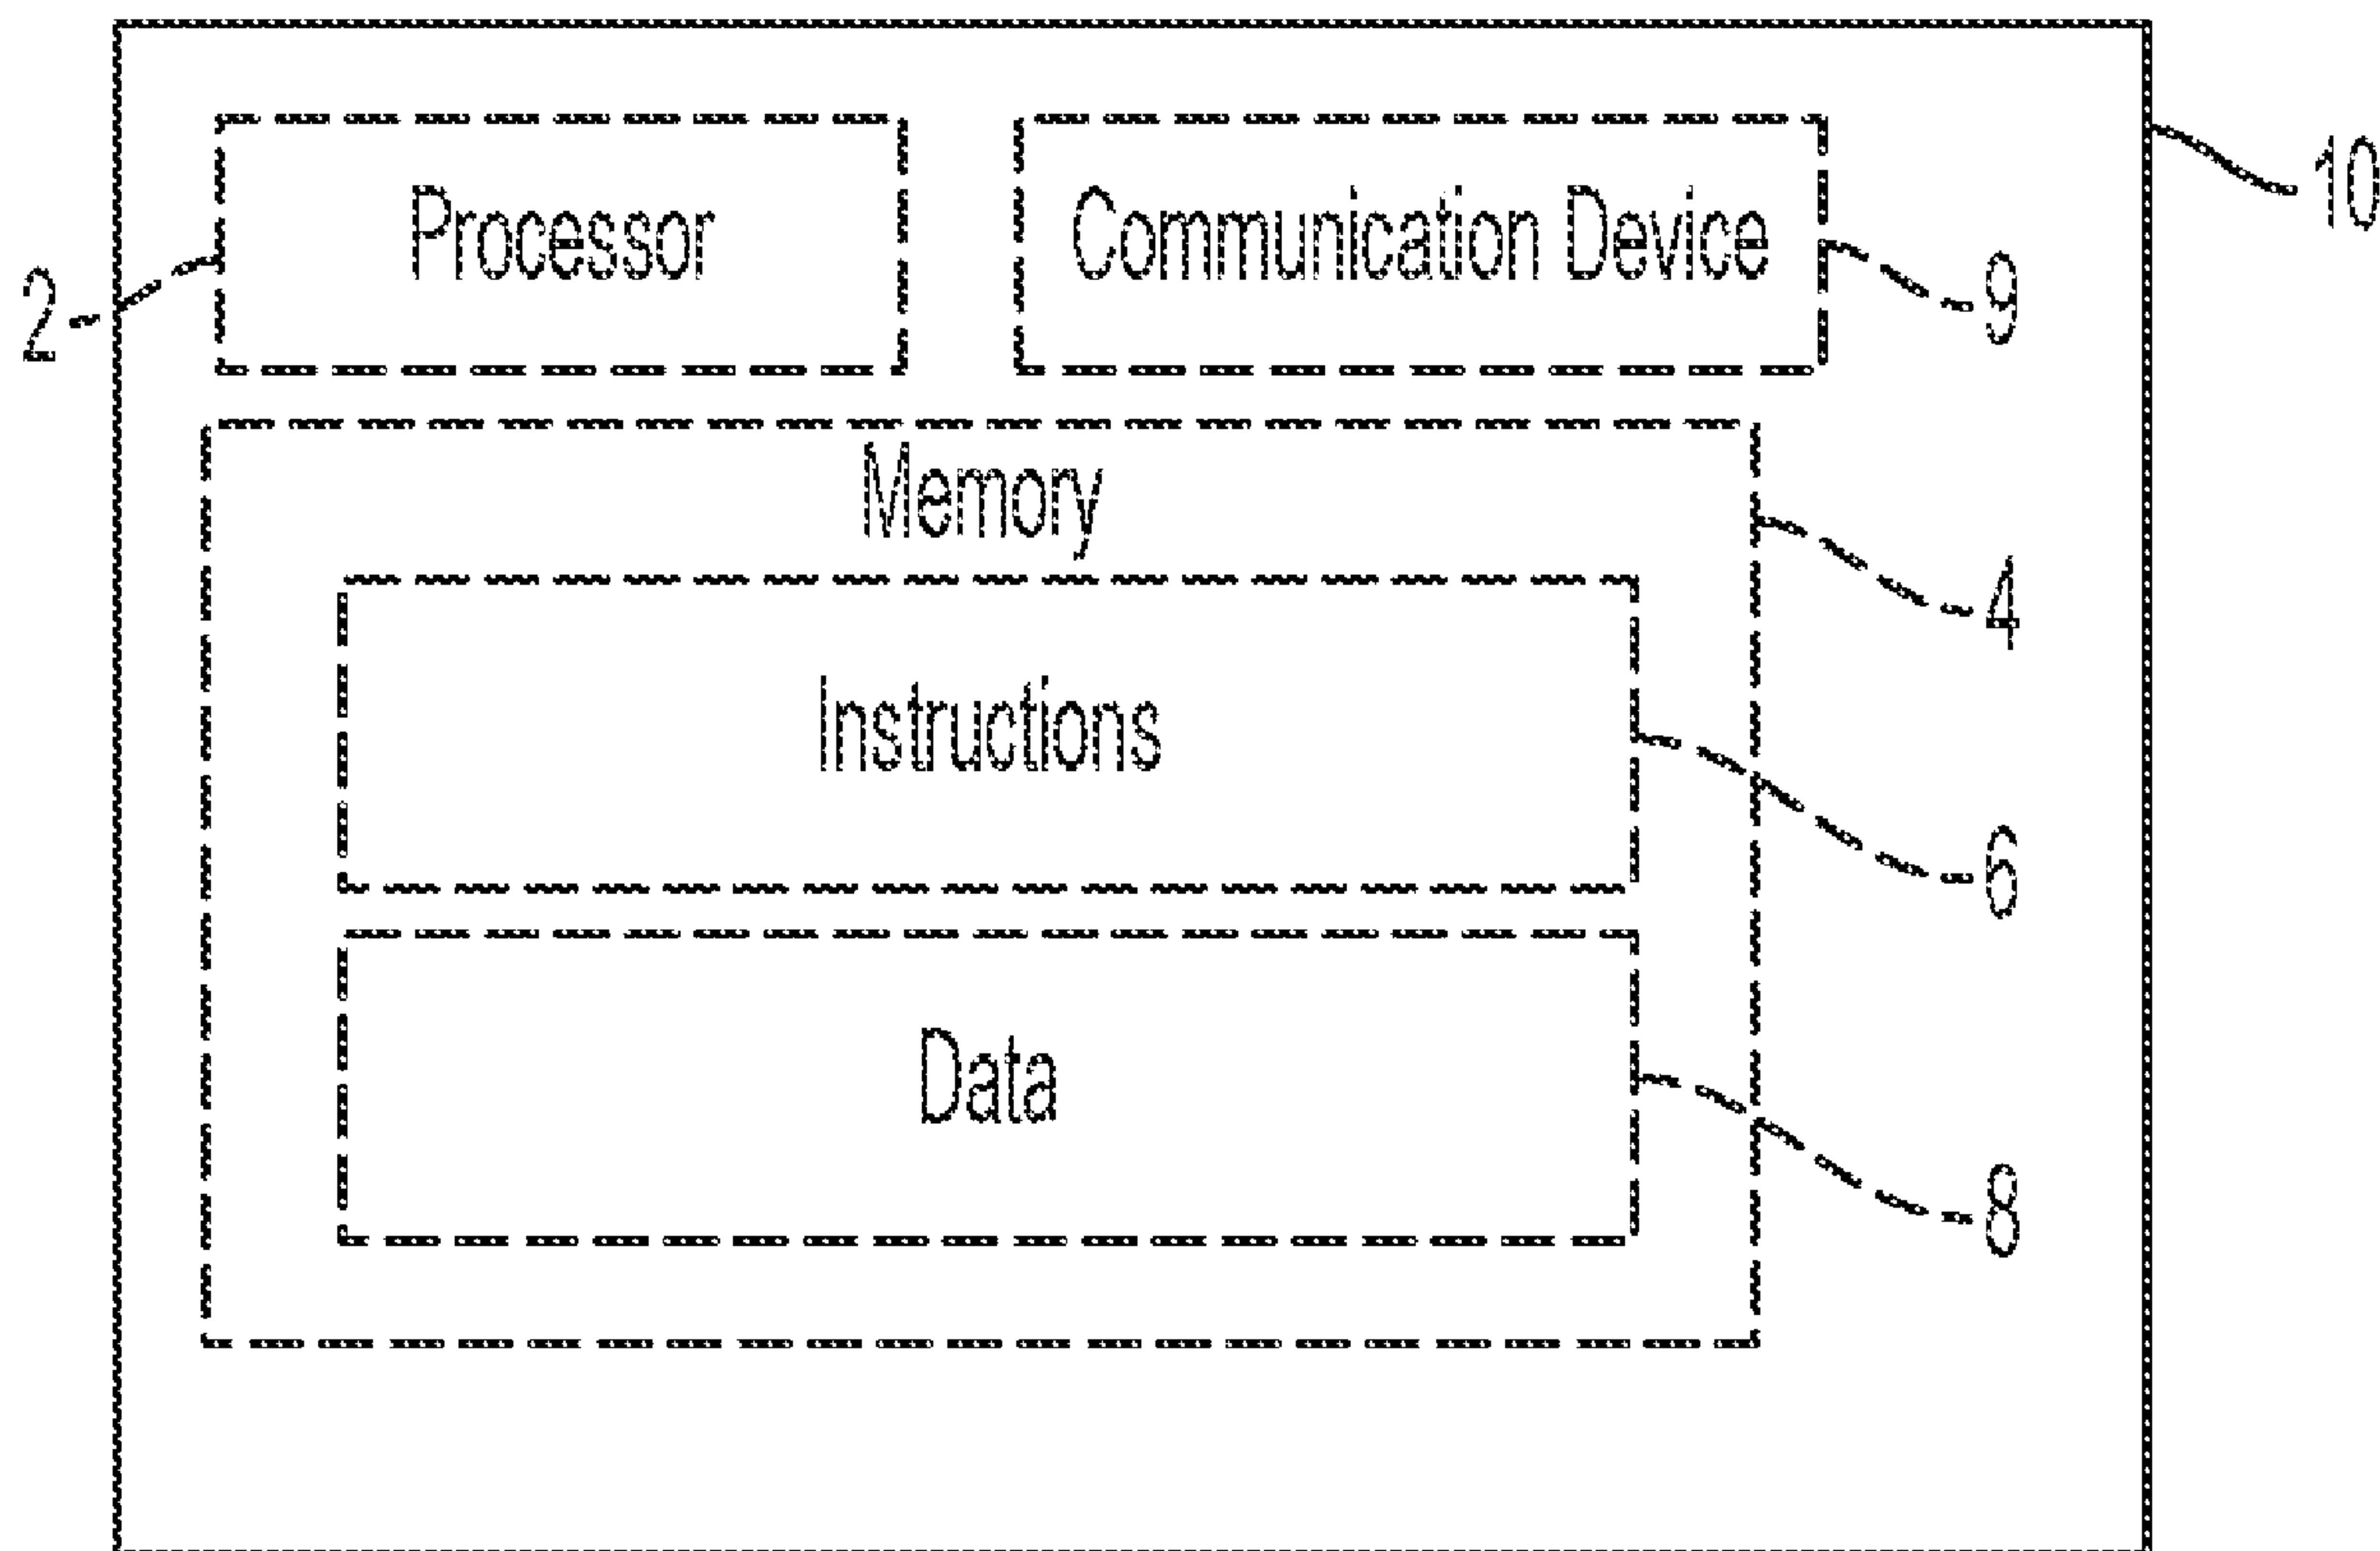 Processor
Communication Device
10
2
9
Memory
4
Instructions
6
Data
8